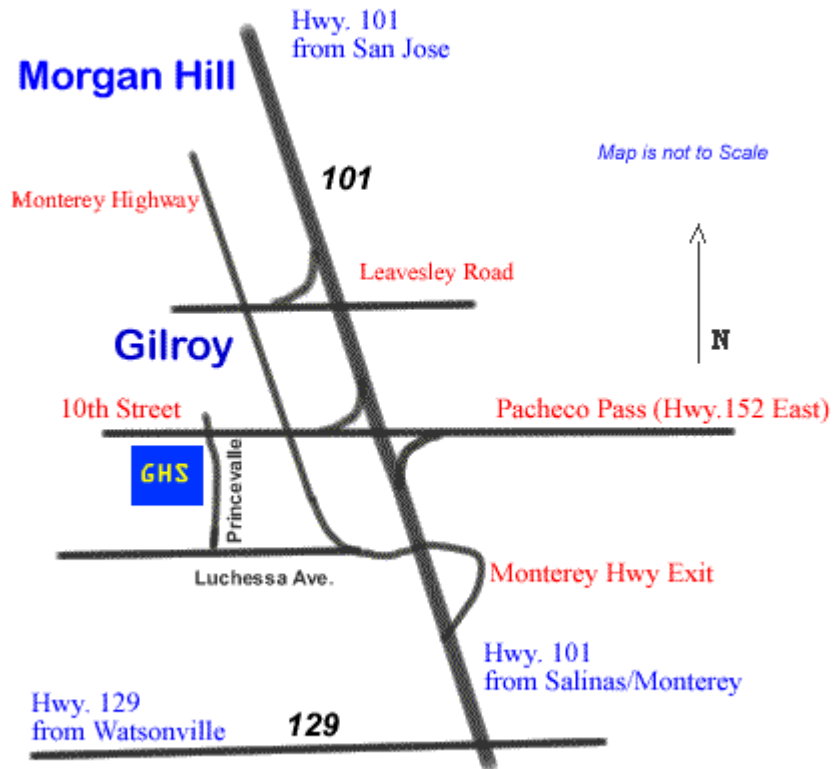 Hwy. 101
from San Jose
Morgan Hill
Map is not to Scale
101
Monterey Highway
Leavesley Road
N
Gilroy
10th Street
Pacheco Pass (Hwy.152 East)
GHS
Princevalle
Luchessa Ave.
Monterey Hwy Exit
Hwy. 101
from Salinas/Monterey
Hwy. 129
from Watsonville
129